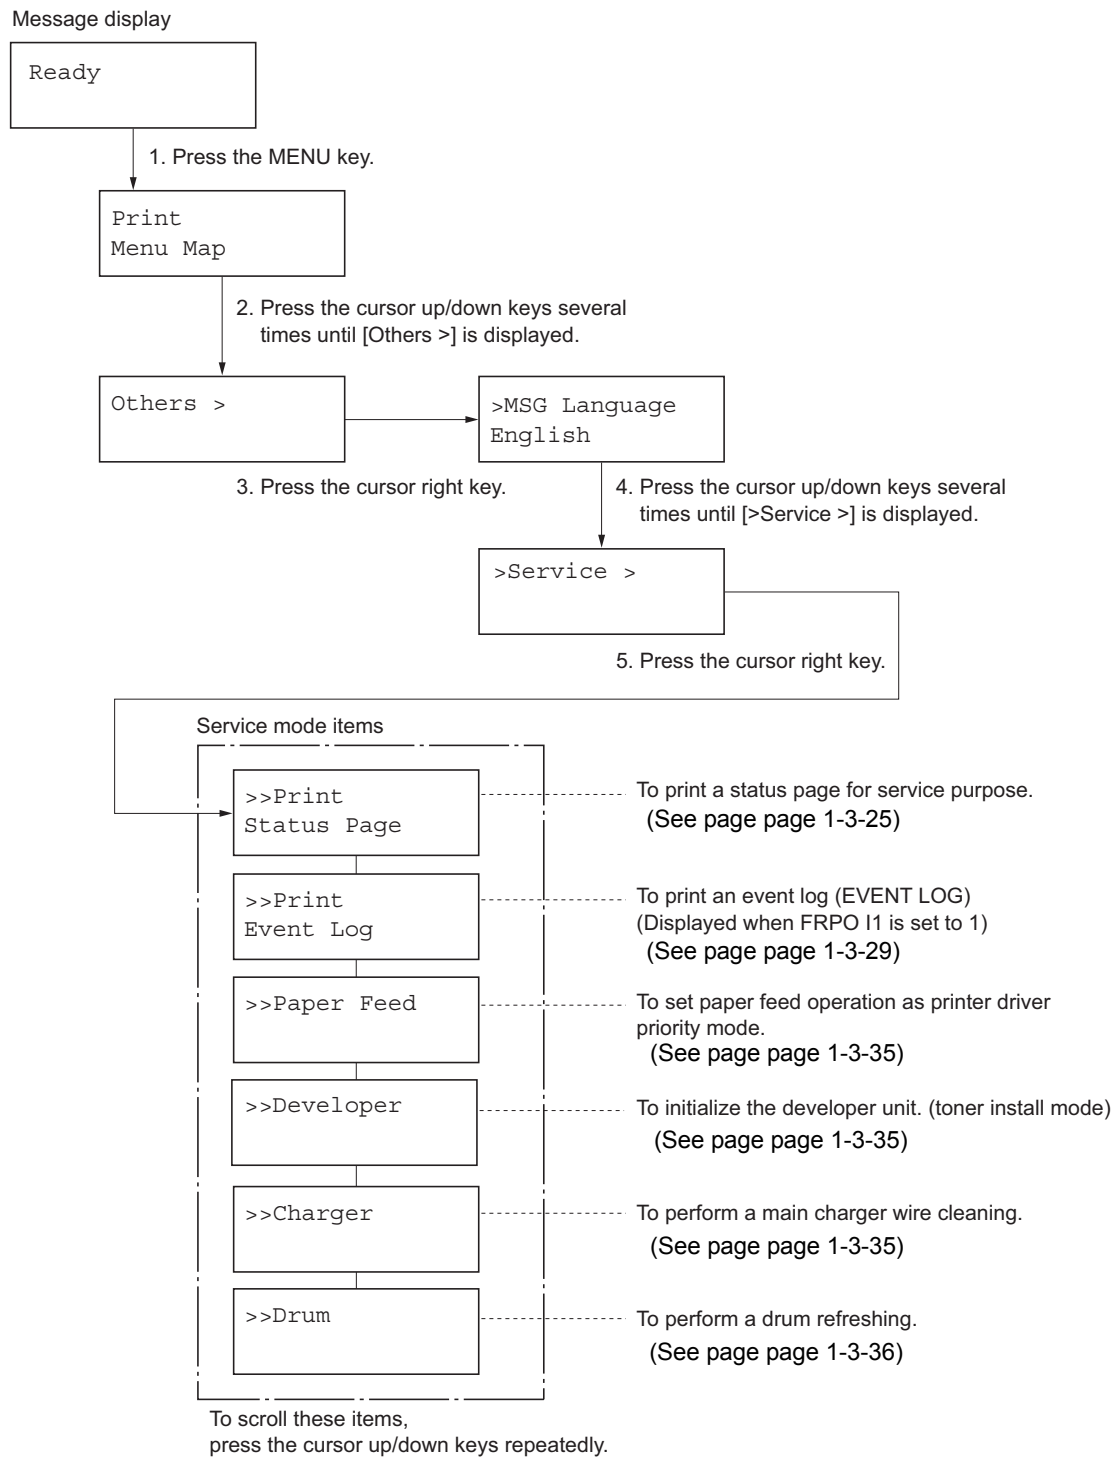 Message display
Ready
1. Press the MENU key.
Print
Menu Map
2. Press the cursor up/down keys several
times until [Others >] is displayed.
Others >
>MSG Language
English
3. Press the cursor right key.
4. Press the cursor up/down keys several
times until [>Service >] is displayed.
>Service >
5. Press the cursor right key.
Service mode items
>>Print
Status Page
To print a status page for service purpose.
(See page page 1-3-25)
>>Print
Event Log
To print an event log (EVENT LOG)
(Displayed when FRPO I1 is set to 1)
(See page page 1-3-29)
>>Paper Feed
To set paper feed operation as printer driver
priority mode.
(See page page 1-3-35)
>>Developer
To initialize the developer unit. (toner install mode)
(See page page 1-3-35)
>>Charger
To perform a main charger wire cleaning.
(See page page 1-3-35)
>>Drum
To perform a drum refreshing.
(See page page 1-3-36)
To scroll these items,
press the cursor up/down keys repeatedly.